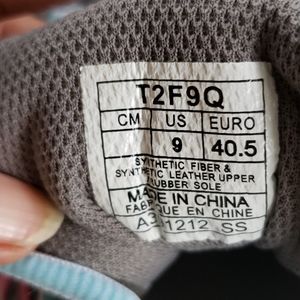 T2F9Q
CM US EURO
9 40.5
SYNTHETIC FIBER &
SYNTHETIC LEATHER UPPER
RUBBER SOLE
MADE IN CHINA
FABRIQUE EN CHINE
1212 SS